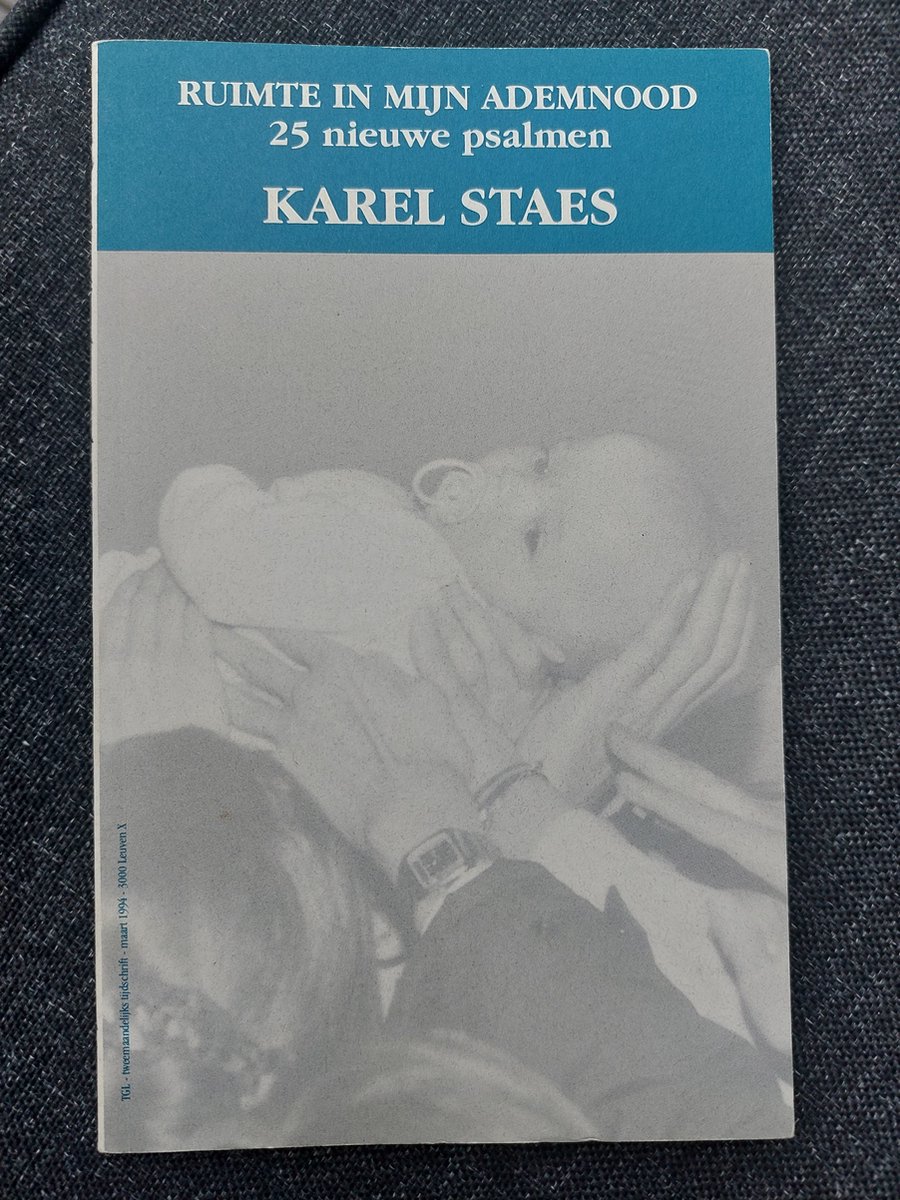 RUIMTE IN MIJN ADEMNOOD
25 nieuwe psalmen
KAREL STAES
TGL - tweemaandelijks tijdschrift - maart 1994 - 3000 Leuven X